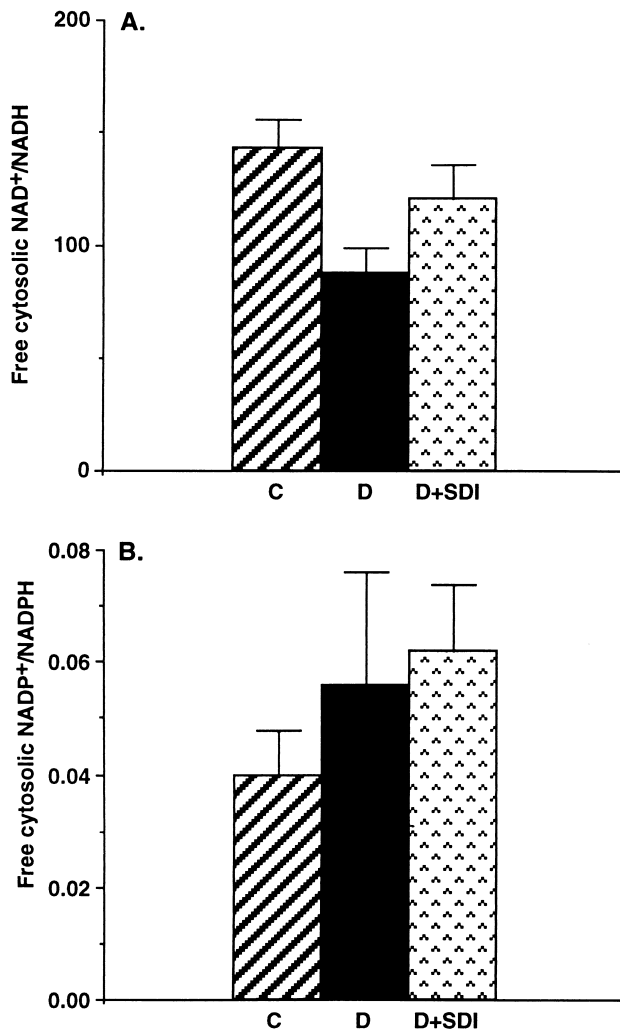 A.
200
100
0
Free cytosolic NAD+/NADH
C D D+SDI
B.
0.08
0.06
0.04
0.02
0.00
Free cytosolic NADP+/NADPH
C D D+SDI